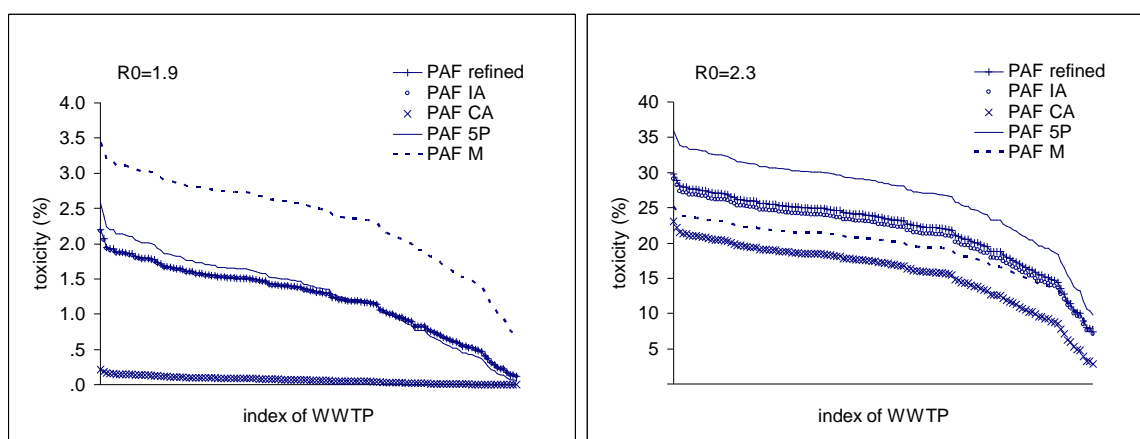 R0=1.9
PAF refined
PAF IA
PAF CA
PAF 5P
PAF M
4.0
3.5
3.0
2.5
2.0
1.5
1.0
.5
.0
toxicity (%)
index of WWTP
R0=2.3
PAF refined
PAF IA
PAF CA
PAF 5P
PAF M
40
35
30
25
20
15
10
5
toxicity (%)
index of WWTP